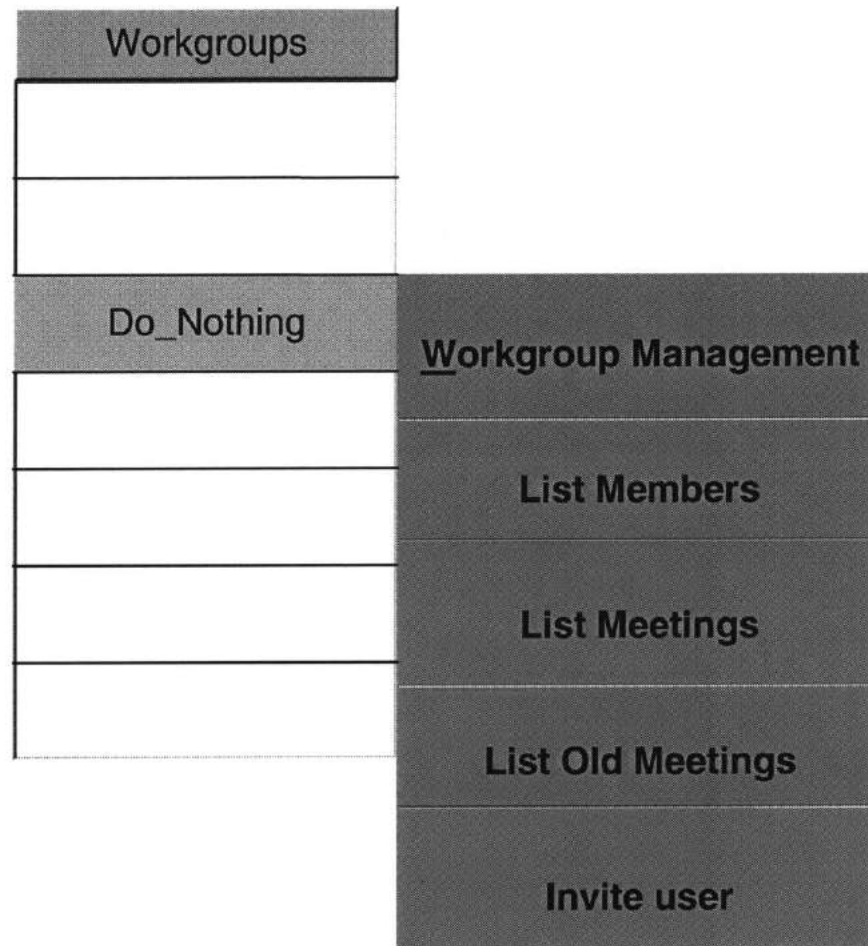 Workgroups
Do_Nothing
Workgroup Management
List Members
List Meetings
List Old Meetings
Invite user